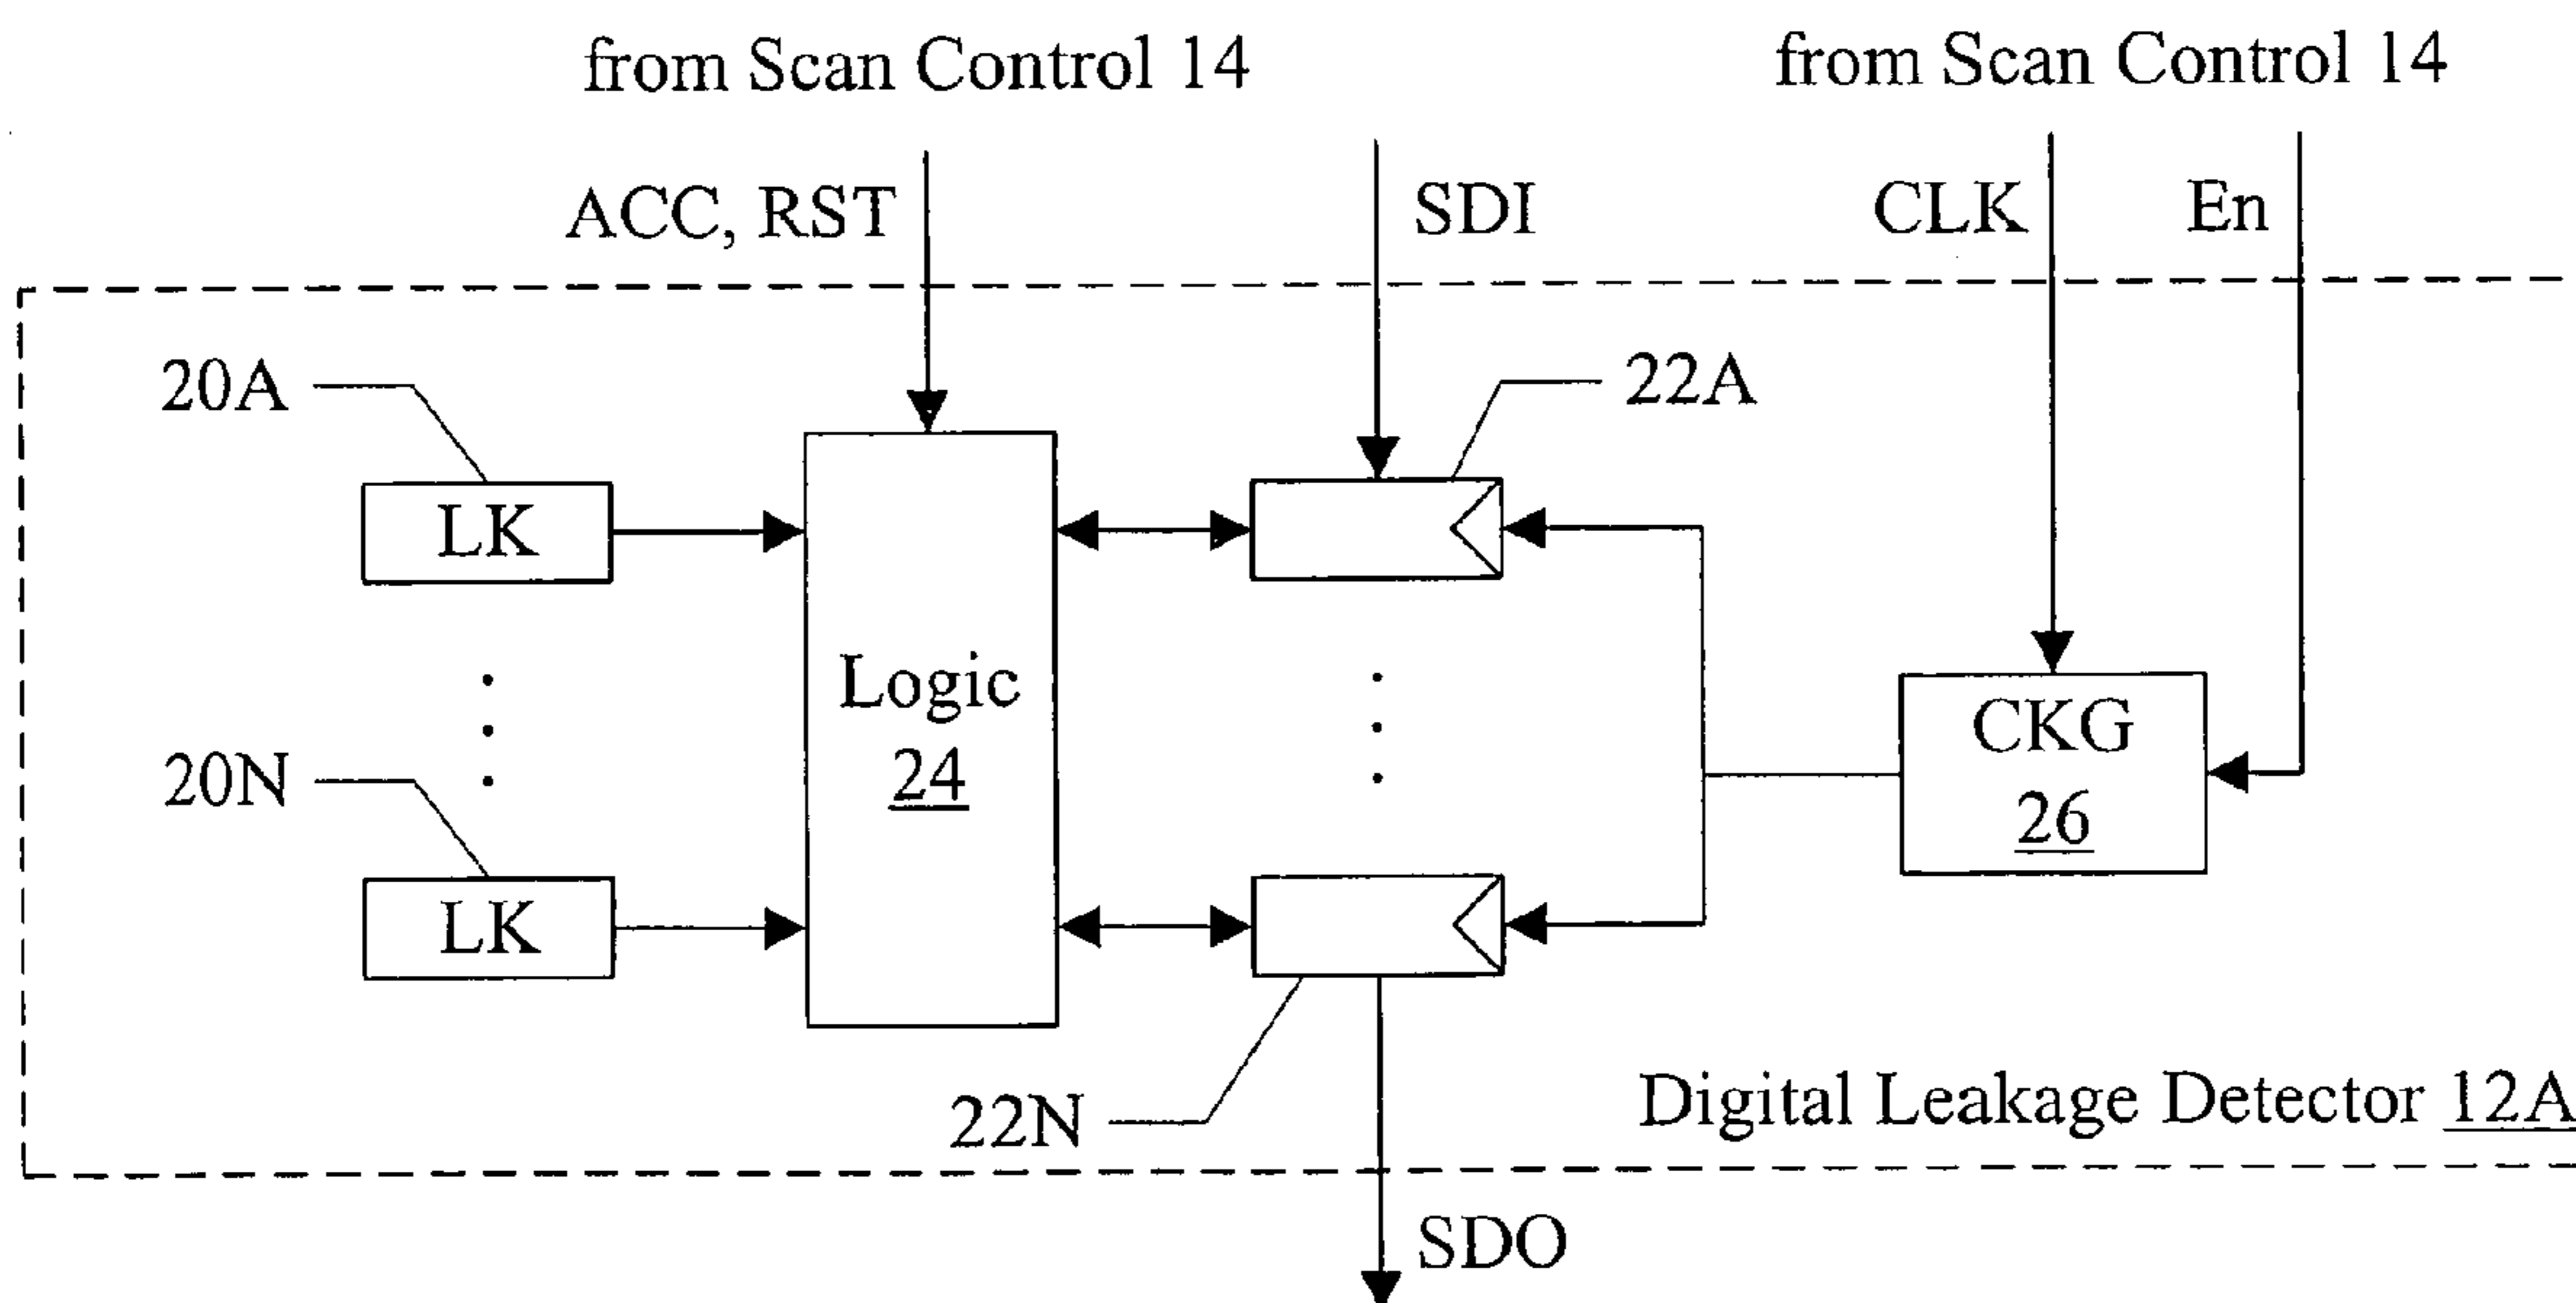 from Scan Control 14
from Scan Control 14
ACC, RST
SDI
CLK
En
20A
22A
LK
Logic
24
CKG
26
20N
LK
22N
Digital Leakage Detector 12A
SDO